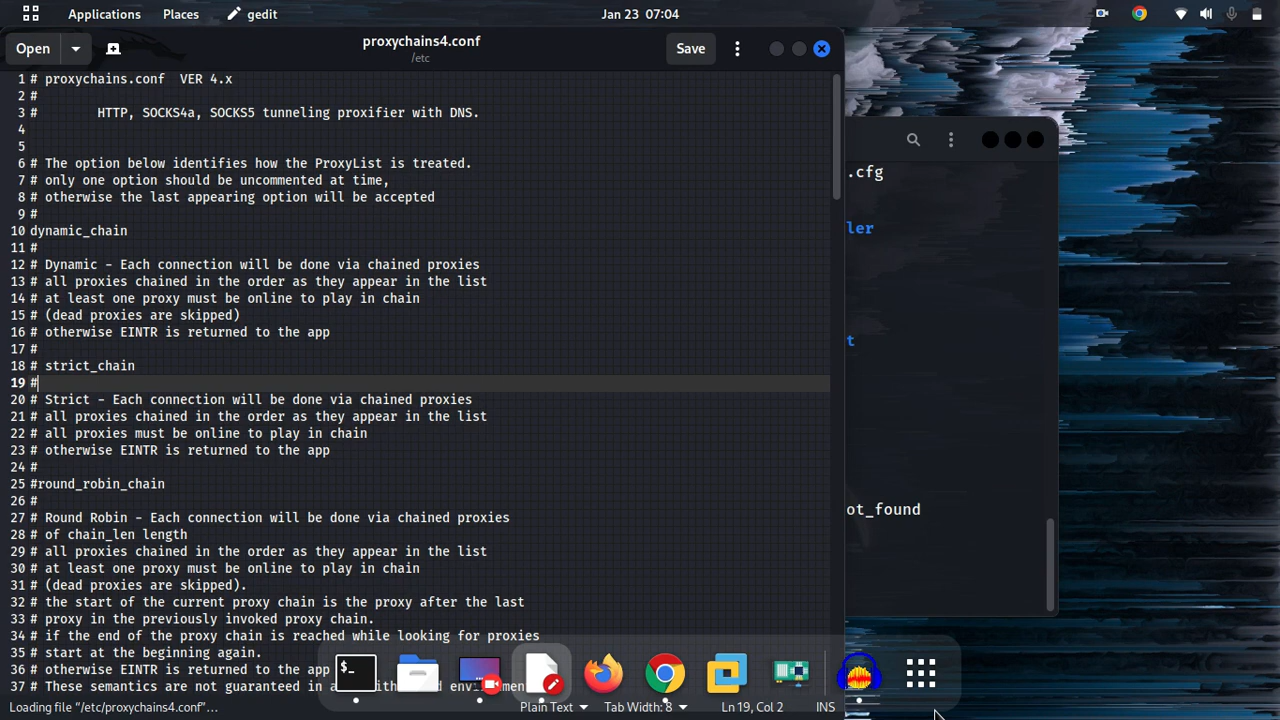 Applications Places gedit Jan 23 07:04
Open proxychains4.conf Save
/etc
1 # proxychains.conf  VER 4.x
2 #
3 #        HTTP, SOCKS4a, SOCKS5 tunneling proxifier with DNS.
4
5
6 # The option below identifies how the ProxyList is treated.
7 # only one option should be uncommented at time,
8 # otherwise the last appearing option will be accepted
9 #
10 dynamic_chain
11 #
12 # Dynamic - Each connection will be done via chained proxies
13 # all proxies chained in the order as they appear in the list
14 # at least one proxy must be online to play in chain
15 # (dead proxies are skipped)
16 # otherwise EINTR is returned to the app
17 #
18 # strict_chain
19 #
20 # Strict - Each connection will be done via chained proxies
21 # all proxies chained in the order as they appear in the list
22 # all proxies must be online to play in chain
23 # otherwise EINTR is returned to the app
24 #
25 #round_robin_chain
26 #
27 # Round Robin - Each connection will be done via chained proxies
28 # of chain_len length
29 # all proxies chained in the order as they appear in the list
30 # at least one proxy must be online to play in chain
31 # (dead proxies are skipped).
32 # the start of the current proxy chain is the proxy after the last
33 # proxy in the previously invoked proxy chain.
34 # if the end of the proxy chain is reached while looking for proxies
35 # start at the beginning again.
36 # otherwise EINTR is returned to the app
37 # These semantics are not guaranteed in a
.cfg
ler
t
ot_found
$_
Loading file "/etc/proxychains4.conf"… Plain Text Tab Width: 8 Ln 19, Col 2 INS